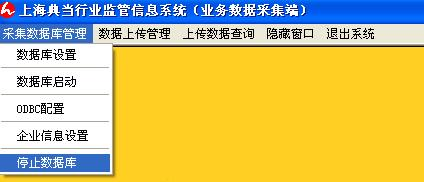 上海典当行业监管信息系统（业务数据采集端）
采集数据库管理 数据上传管理 上传数据查询 隐藏窗口 退出系统
数据库设置
数据库启动
ODBC配置
企业信息设置
停止数据库